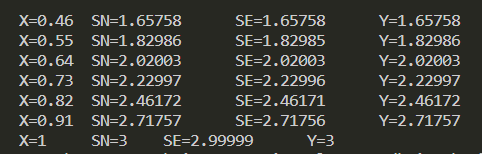 X=0.46 SN=1.65758 SE=1.65758 Y=1.65758
X=0.55 SN=1.82986 SE=1.82985 Y=1.82986
X=0.64 SN=2.02003 SE=2.02003 Y=2.02003
X=0.73 SN=2.22997 SE=2.22996 Y=2.22997
X=0.82 SN=2.46172 SE=2.46171 Y=2.46172
X=0.91 SN=2.71757 SE=2.71756 Y=2.71757
X=1 SN=3 SE=2.99999 Y=3